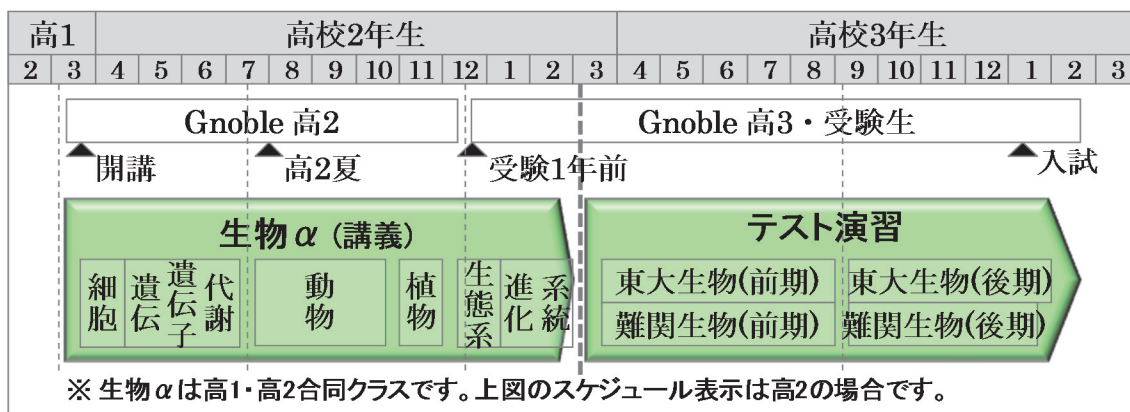 高1 高校2年生 高校3年生
2 3 4 5 6 7 8 9 10 11 12 1 2 3 4 5 6 7 8 9 10 11 12 1 2 3
Gnoble 高2 Gnoble 高3・受験生
開講 高2夏 受験1年前 入試
生物α（講義） テスト演習
細胞 遺伝 遺伝子 代謝 動物 植物 生態系 進化 系統
東大生物(前期) 東大生物(後期)
難関生物(前期) 難関生物(後期)
※ 生物αは高1・高2合同クラスです。上図のスケジュール表示は高2の場合です。